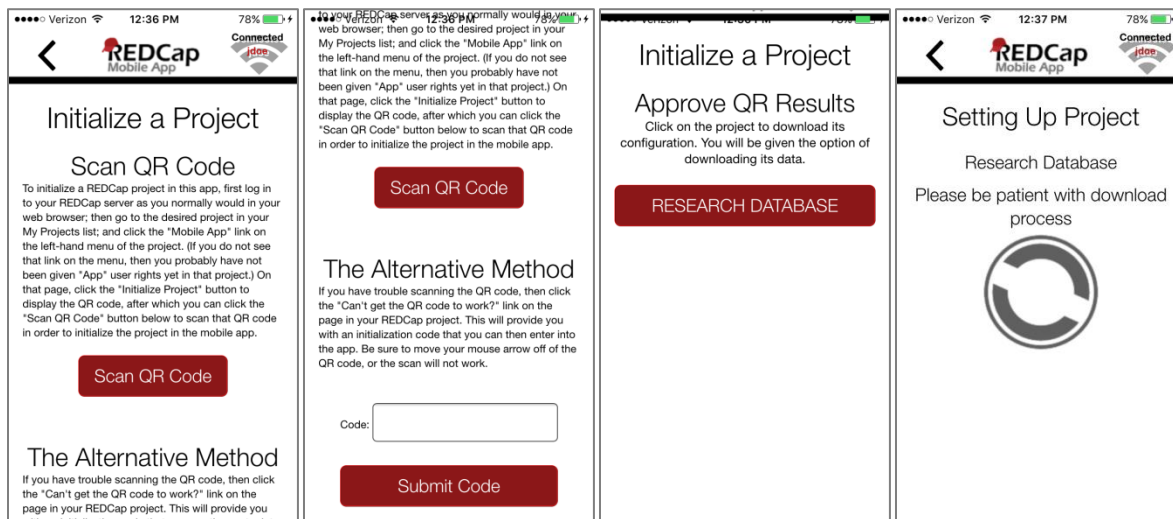 Verizon 12:36 PM 78%
REDCap
Mobile App
Connected
jdoe
Initialize a Project
Scan QR Code
To initialize a REDCap project in this app, first log in
to your REDCap server as you normally would in your
web browser; then go to the desired project in your
My Projects list; and click the "Mobile App" link on
the left-hand menu of the project. (If you do not see
that link on the menu, then you probably have not
been given "App" user rights yet in that project.) On
that page, click the "Initialize Project" button to
display the QR code, after which you can click the
"Scan QR Code" button below to scan that QR code
in order to initialize the project in the mobile app.
Scan QR Code
The Alternative Method
If you have trouble scanning the QR code, then click
the "Can't get the QR code to work?" link on the
page in your REDCap project. This will provide you
Verizon 12:36 PM 78%
to your REDCap server as you normally would in your
web browser; then go to the desired project in your
My Projects list; and click the "Mobile App" link on
the left-hand menu of the project. (If you do not see
that link on the menu, then you probably have not
been given "App" user rights yet in that project.) On
that page, click the "Initialize Project" button to
display the QR code, after which you can click the
"Scan QR Code" button below to scan that QR code
in order to initialize the project in the mobile app.
Scan QR Code
The Alternative Method
If you have trouble scanning the QR code, then click
the "Can't get the QR code to work?" link on the
page in your REDCap project. This will provide you
with an initialization code that you can then enter into
the app. Be sure to move your mouse arrow off of the
QR code, or the scan will not work.
Code:
Submit Code
Initialize a Project
Approve QR Results
Click on the project to download its
configuration. You will be given the option of
downloading its data.
RESEARCH DATABASE
Verizon 12:37 PM 78%
REDCap
Mobile App
Connected
jdoe
Setting Up Project
Research Database
Please be patient with download
process